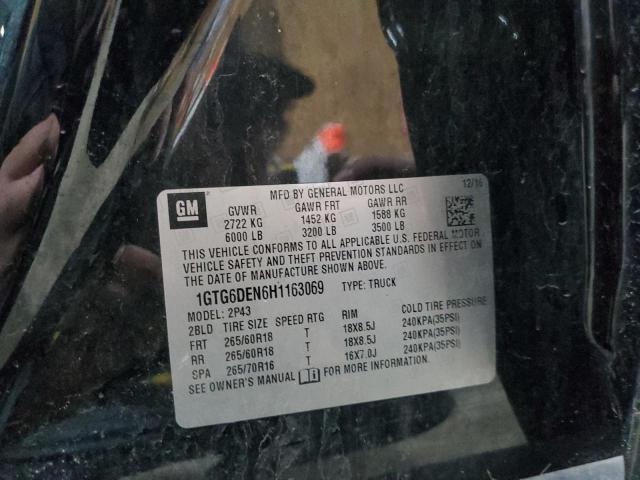 GM
MFD BY GENERAL MOTORS LLC
12/16
GVWR GAWR FRT GAWR RR
2722 KG 1452 KG 1588 KG
6000 LB 3200 LB 3500 LB
THIS VEHICLE CONFORMS TO ALL APPLICABLE U.S. FEDERAL MOTOR
VEHICLE SAFETY AND THEFT PREVENTION STANDARDS IN EFFECT ON
THE DATE OF MANUFACTURE SHOWN ABOVE.
1GTG6DEN6H1163069 TYPE: TRUCK
MODEL: 2P43
2BLD TIRE SIZE SPEED RTG RIM COLD TIRE PRESSURE
FRT 265/60R18 T 18X8.5J 240KPA(35PSI)
RR 265/60R18 T 18X8.5J 240KPA(35PSI)
SPA 265/70R16 T 16X7.0J 240KPA(35PSI)
SEE OWNER'S MANUAL FOR MORE INFORMATION.